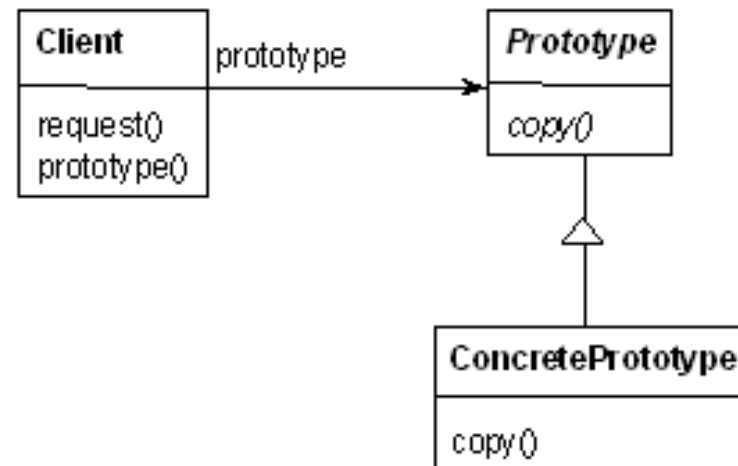 Client
request()
prototype()
prototype
Prototype
copy()
ConcretePrototype
copy()